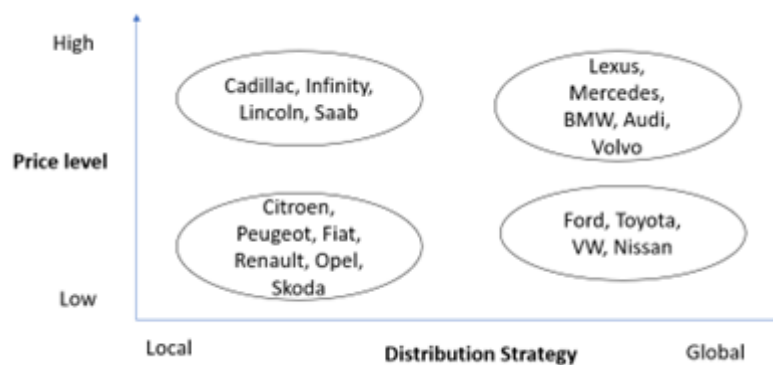 High
Cadillac, Infinity,
Lincoln, Saab
Lexus,
Mercedes,
BMW, Audi,
Volvo
Price level
Citroen,
Peugeot, Fiat,
Renault, Opel,
Skoda
Ford, Toyota,
VW, Nissan
Low
Local
Distribution Strategy
Global